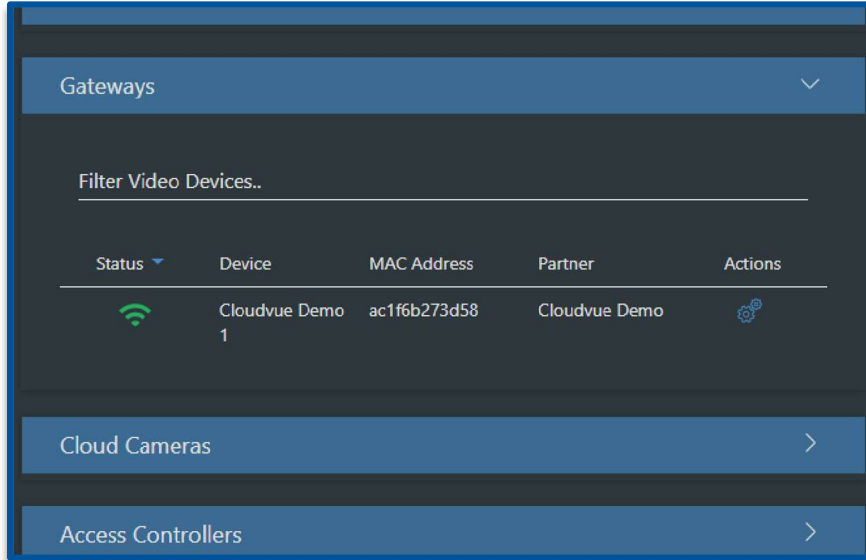 Gateways
Filter Video Devices..
Status Device MAC Address Partner Actions
Cloudvue Demo ac1f6b273d58 Cloudvue Demo
1
Cloud Cameras
Access Controllers